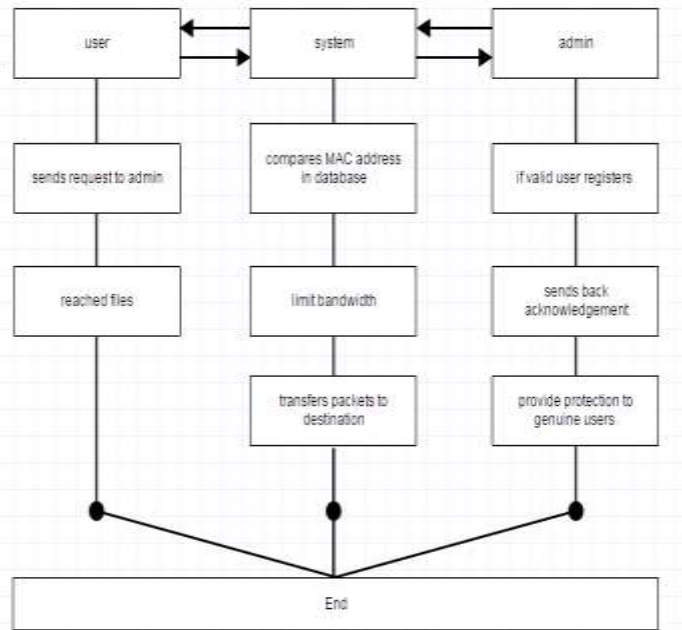 user
system
admin
sends request to admin
compares MAC address
in database
if valid user registers
reached files
limit bandwidth
sends back
acknowledgement
transfers packets to
destination
provide protection to
genuine users
End